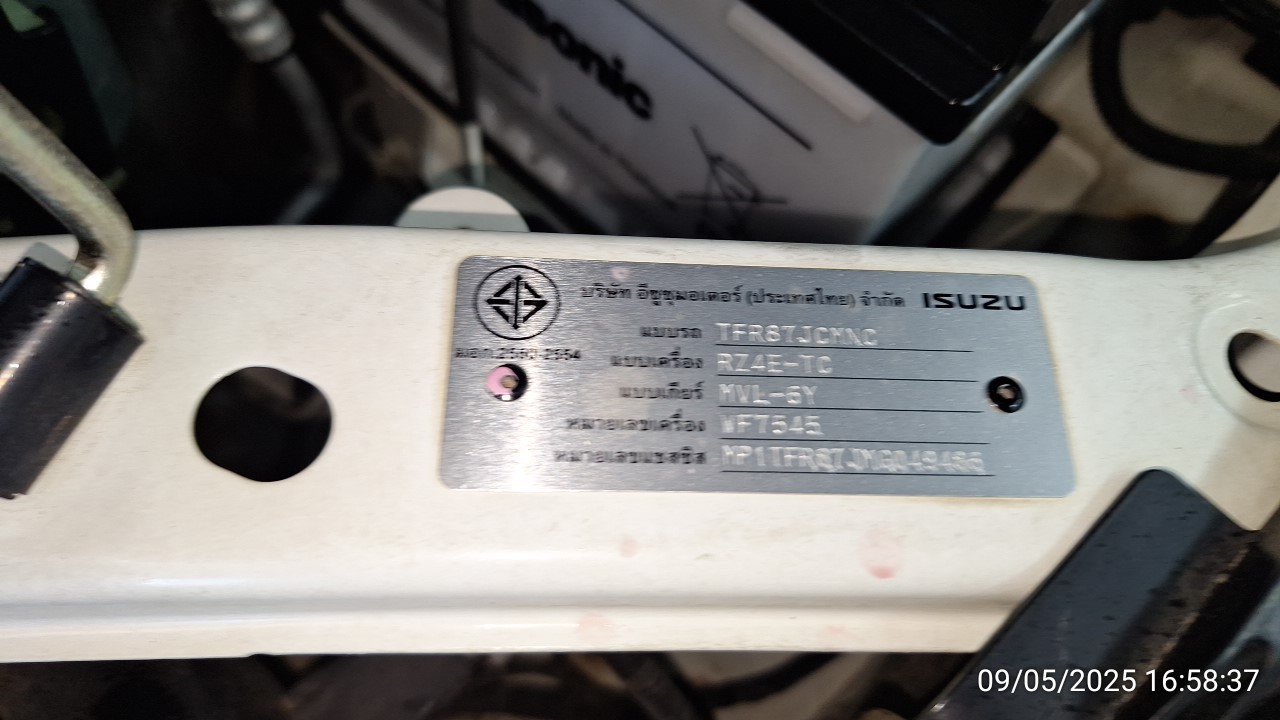 sonic
บริษัท อีซูซุมอเตอร์ (ประเทศไทย) จำกัด ISUZU
แบบรถ TFR87JCMNC
มอก.2550-2554
แบบเครื่อง RZ4E-TC
แบบเกียร์ MVL-6Y
หมายเลขเครื่อง WF7545
หมายเลขแชสซิส MP1TFR87JMG049486
09/05/2025 16:58:37